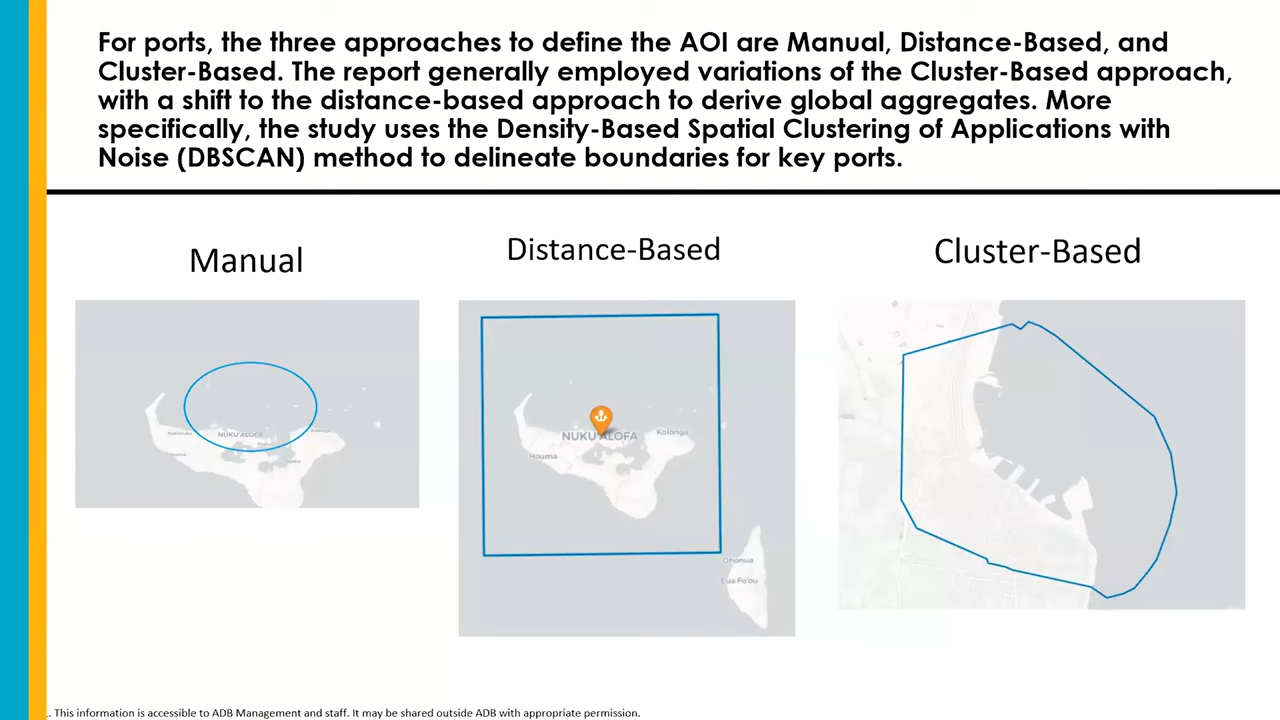 For ports, the three approaches to define the AOI are Manual, Distance-Based, and
Cluster-Based. The report generally employed variations of the Cluster-Based approach,
with a shift to the distance-based approach to derive global aggregates. More
specifically, the study uses the Density-Based Spatial Clustering of Applications with
Noise (DBSCAN) method to delineate boundaries for key ports.
Manual
Distance-Based
Cluster-Based
NUKU'ALOFA
NUKU'ALOFA
Kolonga
Houma
Ohonua
Eua Fo'ou
. This information is accessible to ADB Management and staff. It may be shared outside ADB with appropriate permission.